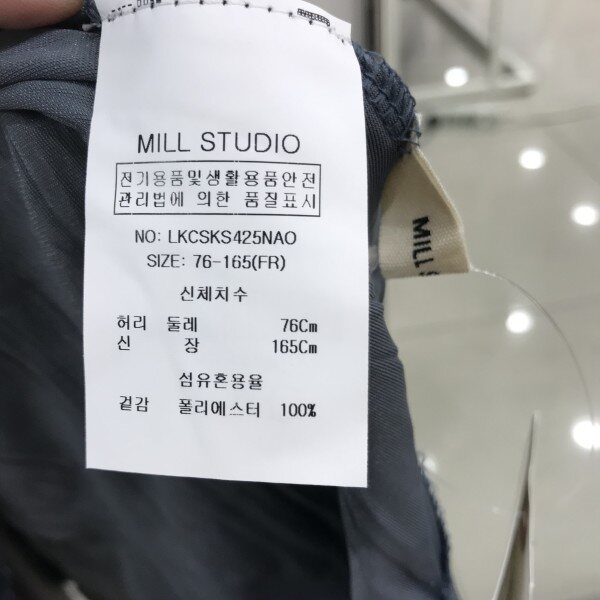 MILL STUDIO
전기용품및생활용품안전
관리법에 의한 품질표시
NO: LKCSKS425NAO
SIZE: 76-165(FR)
신체치수
허리 둘레 76Cm
신 장 165Cm
섬유혼용율
겉감 폴리에스터 100%
MILL